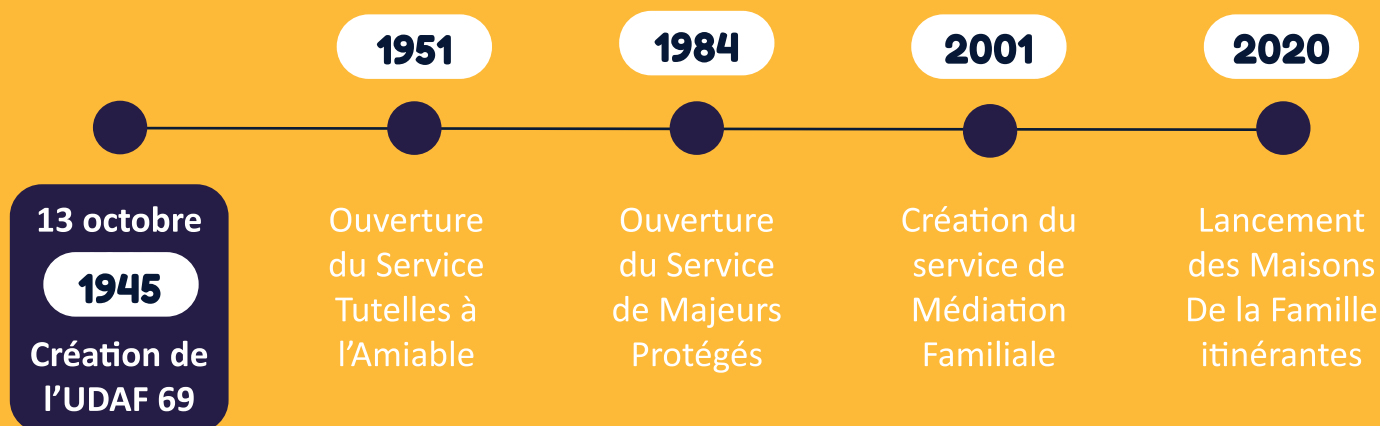 13 octobre
1945
Création de
l'UDAF 69
1951
Ouverture
du Service
Tutelles à
l'Amiable
1984
Ouverture
du Service
de Majeurs
Protégés
2001
Création du
service de
Médiation
Familiale
2020
Lancement
des Maisons
De la Famille
itinérantes